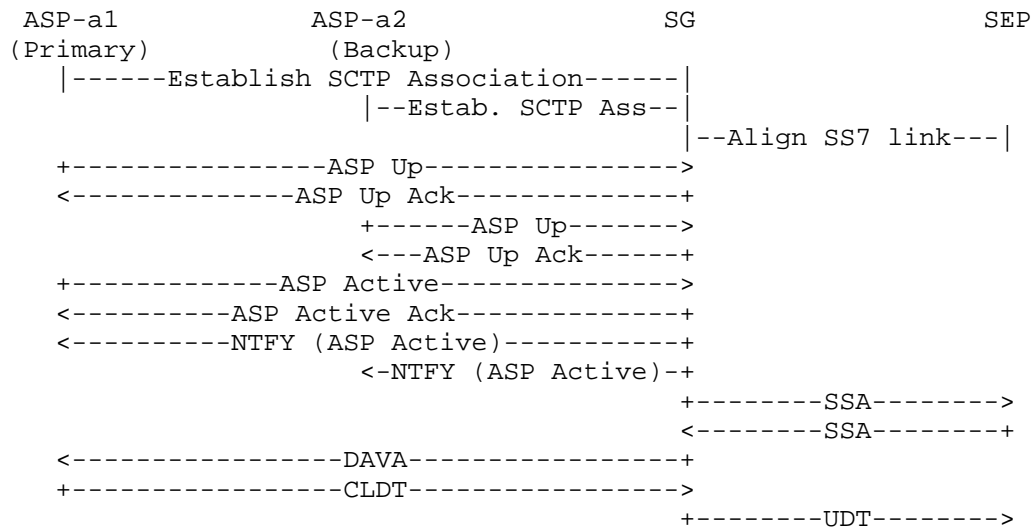 ASP-a1 ASP-a2 SG SEP
(Primary) (Backup)
|------Establish SCTP Association------|
|--Estab. SCTP Ass--|
|--Align SS7 link---|
+----------------ASP Up---------------->
<--------------ASP Up Ack--------------+
+------ASP Up------->
<---ASP Up Ack------+
+-------------ASP Active--------------->
<----------ASP Active Ack--------------+
<----------NTFY (ASP Active)-----------+
<-NTFY (ASP Active)-+
+--------SSA-------->
<--------SSA--------+
<-----------------DAVA-----------------+
+-----------------CLDT----------------->
+--------UDT-------->